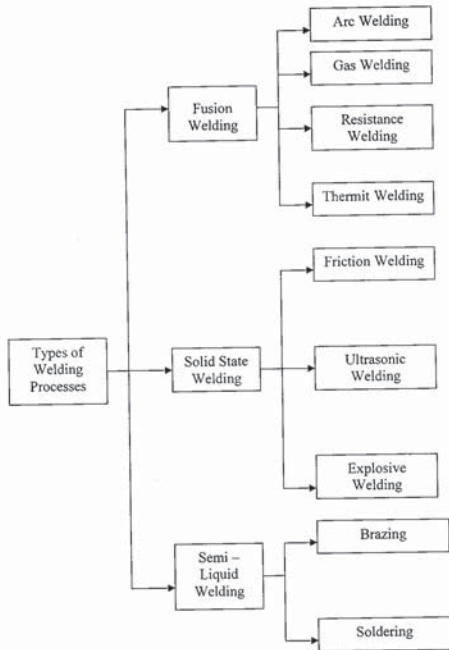 Arc Welding
Gas Welding
Fusion
Welding
Resistance
Welding
Thermit Welding
Friction Welding
Types of
Welding
Processes
Solid State
Welding
Ultrasonic
Welding
Explosive
Welding
Semi –
Liquid
Welding
Brazing
Soldering